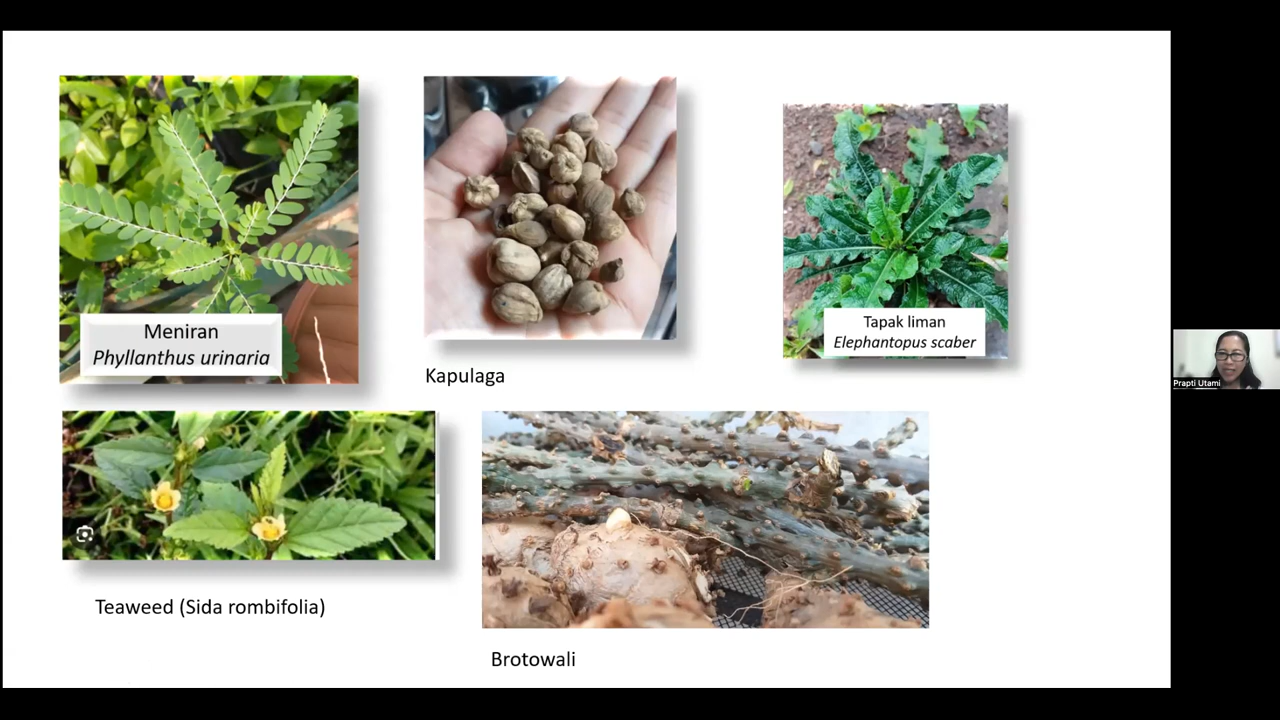 Meniran
Phyllanthus urinaria
Kapulaga
Tapak liman
Elephantopus scaber
Prapti Utami
Teaweed (Sida rombifolia)
Brotowali